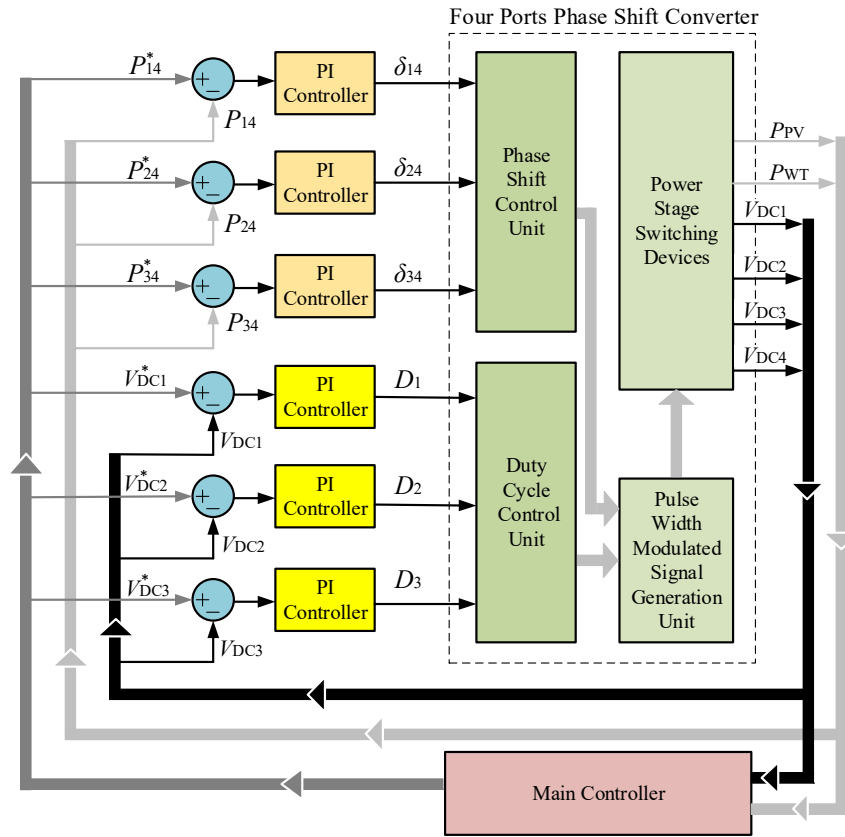 Four Ports Phase Shift Converter
P*14
+
−
P14
PI
Controller
δ14
P*24
+
−
P24
PI
Controller
δ24
P*34
+
−
P34
PI
Controller
δ34
V*DC1
+
−
VDC1
PI
Controller
D1
V*DC2
+
−
VDC2
PI
Controller
D2
V*DC3
+
−
VDC3
PI
Controller
D3
Phase
Shift
Control
Unit
Duty
Cycle
Control
Unit
Power
Stage
Switching
Devices
Pulse
Width
Modulated
Signal
Generation
Unit
PPV
PWT
VDC1
VDC2
VDC3
VDC4
Main Controller